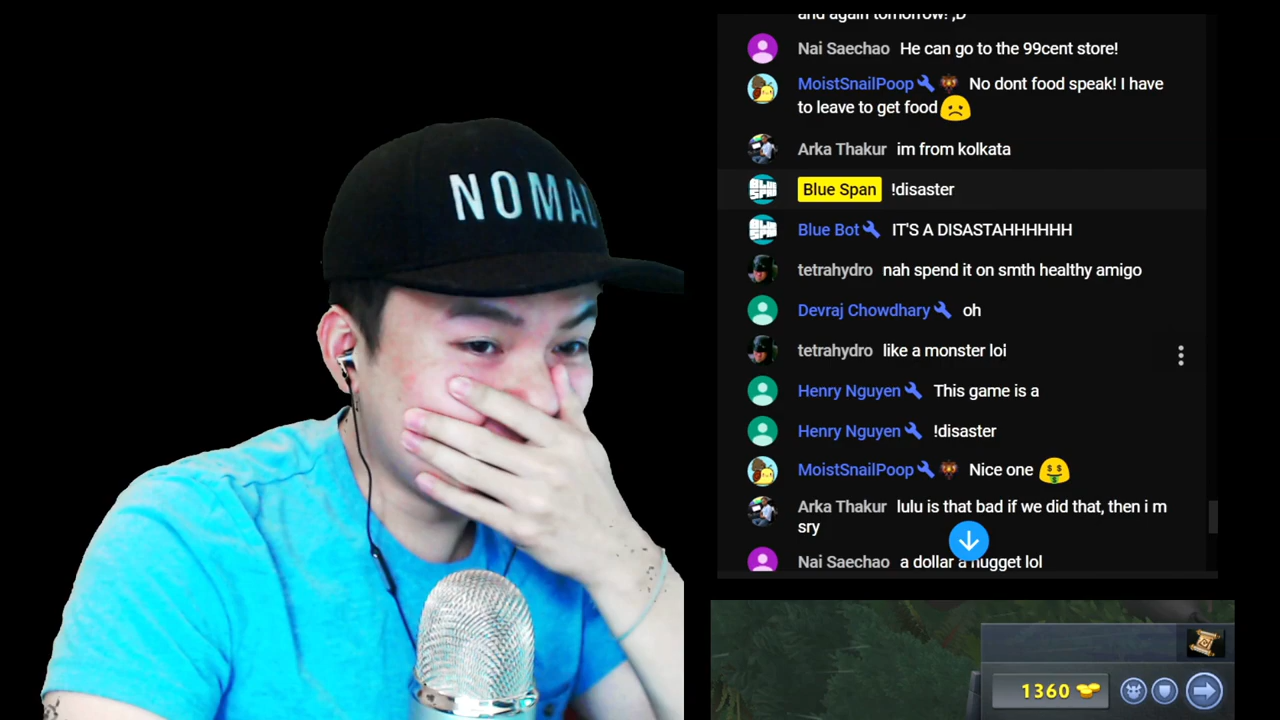 NOMAD
and again tomorrow! ;D
Nai Saechao He can go to the 99cent store!
MoistSnailPoop No dont food speak! I have
to leave to get food
Arka Thakur im from kolkata
Blue Span !disaster
Blue Bot IT'S A DISASTAHHHHHH
tetrahydro nah spend it on smth healthy amigo
Devraj Chowdhary oh
tetrahydro like a monster loi
Henry Nguyen This game is a
Henry Nguyen !disaster
MoistSnailPoop Nice one
Arka Thakur lulu is that bad if we did that, then i m
sry
Nai Saechao a dollar a nugget lol
1360